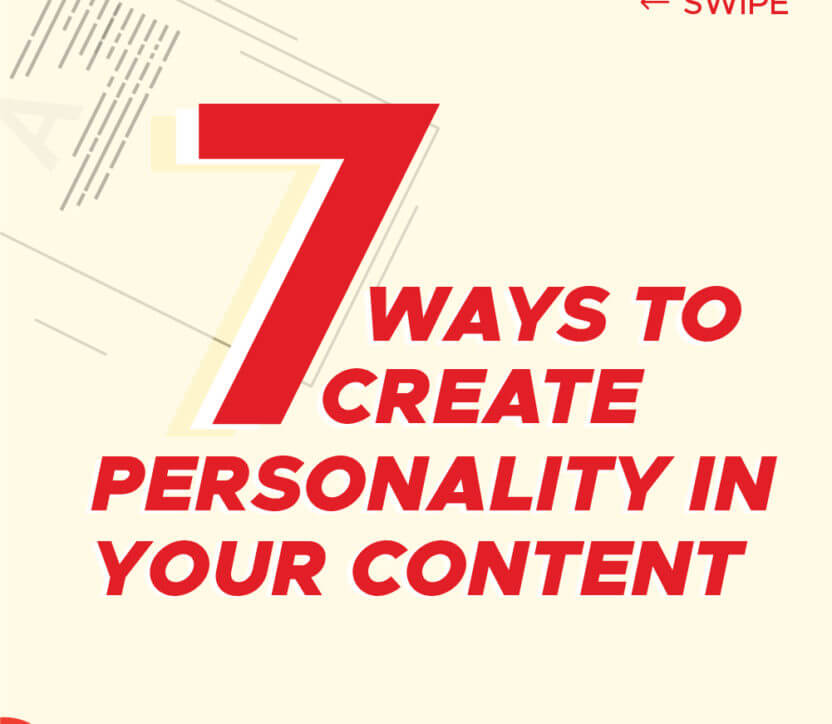 ← SWIPE
7
WAYS TO
CREATE
PERSONALITY IN
YOUR CONTENT
A